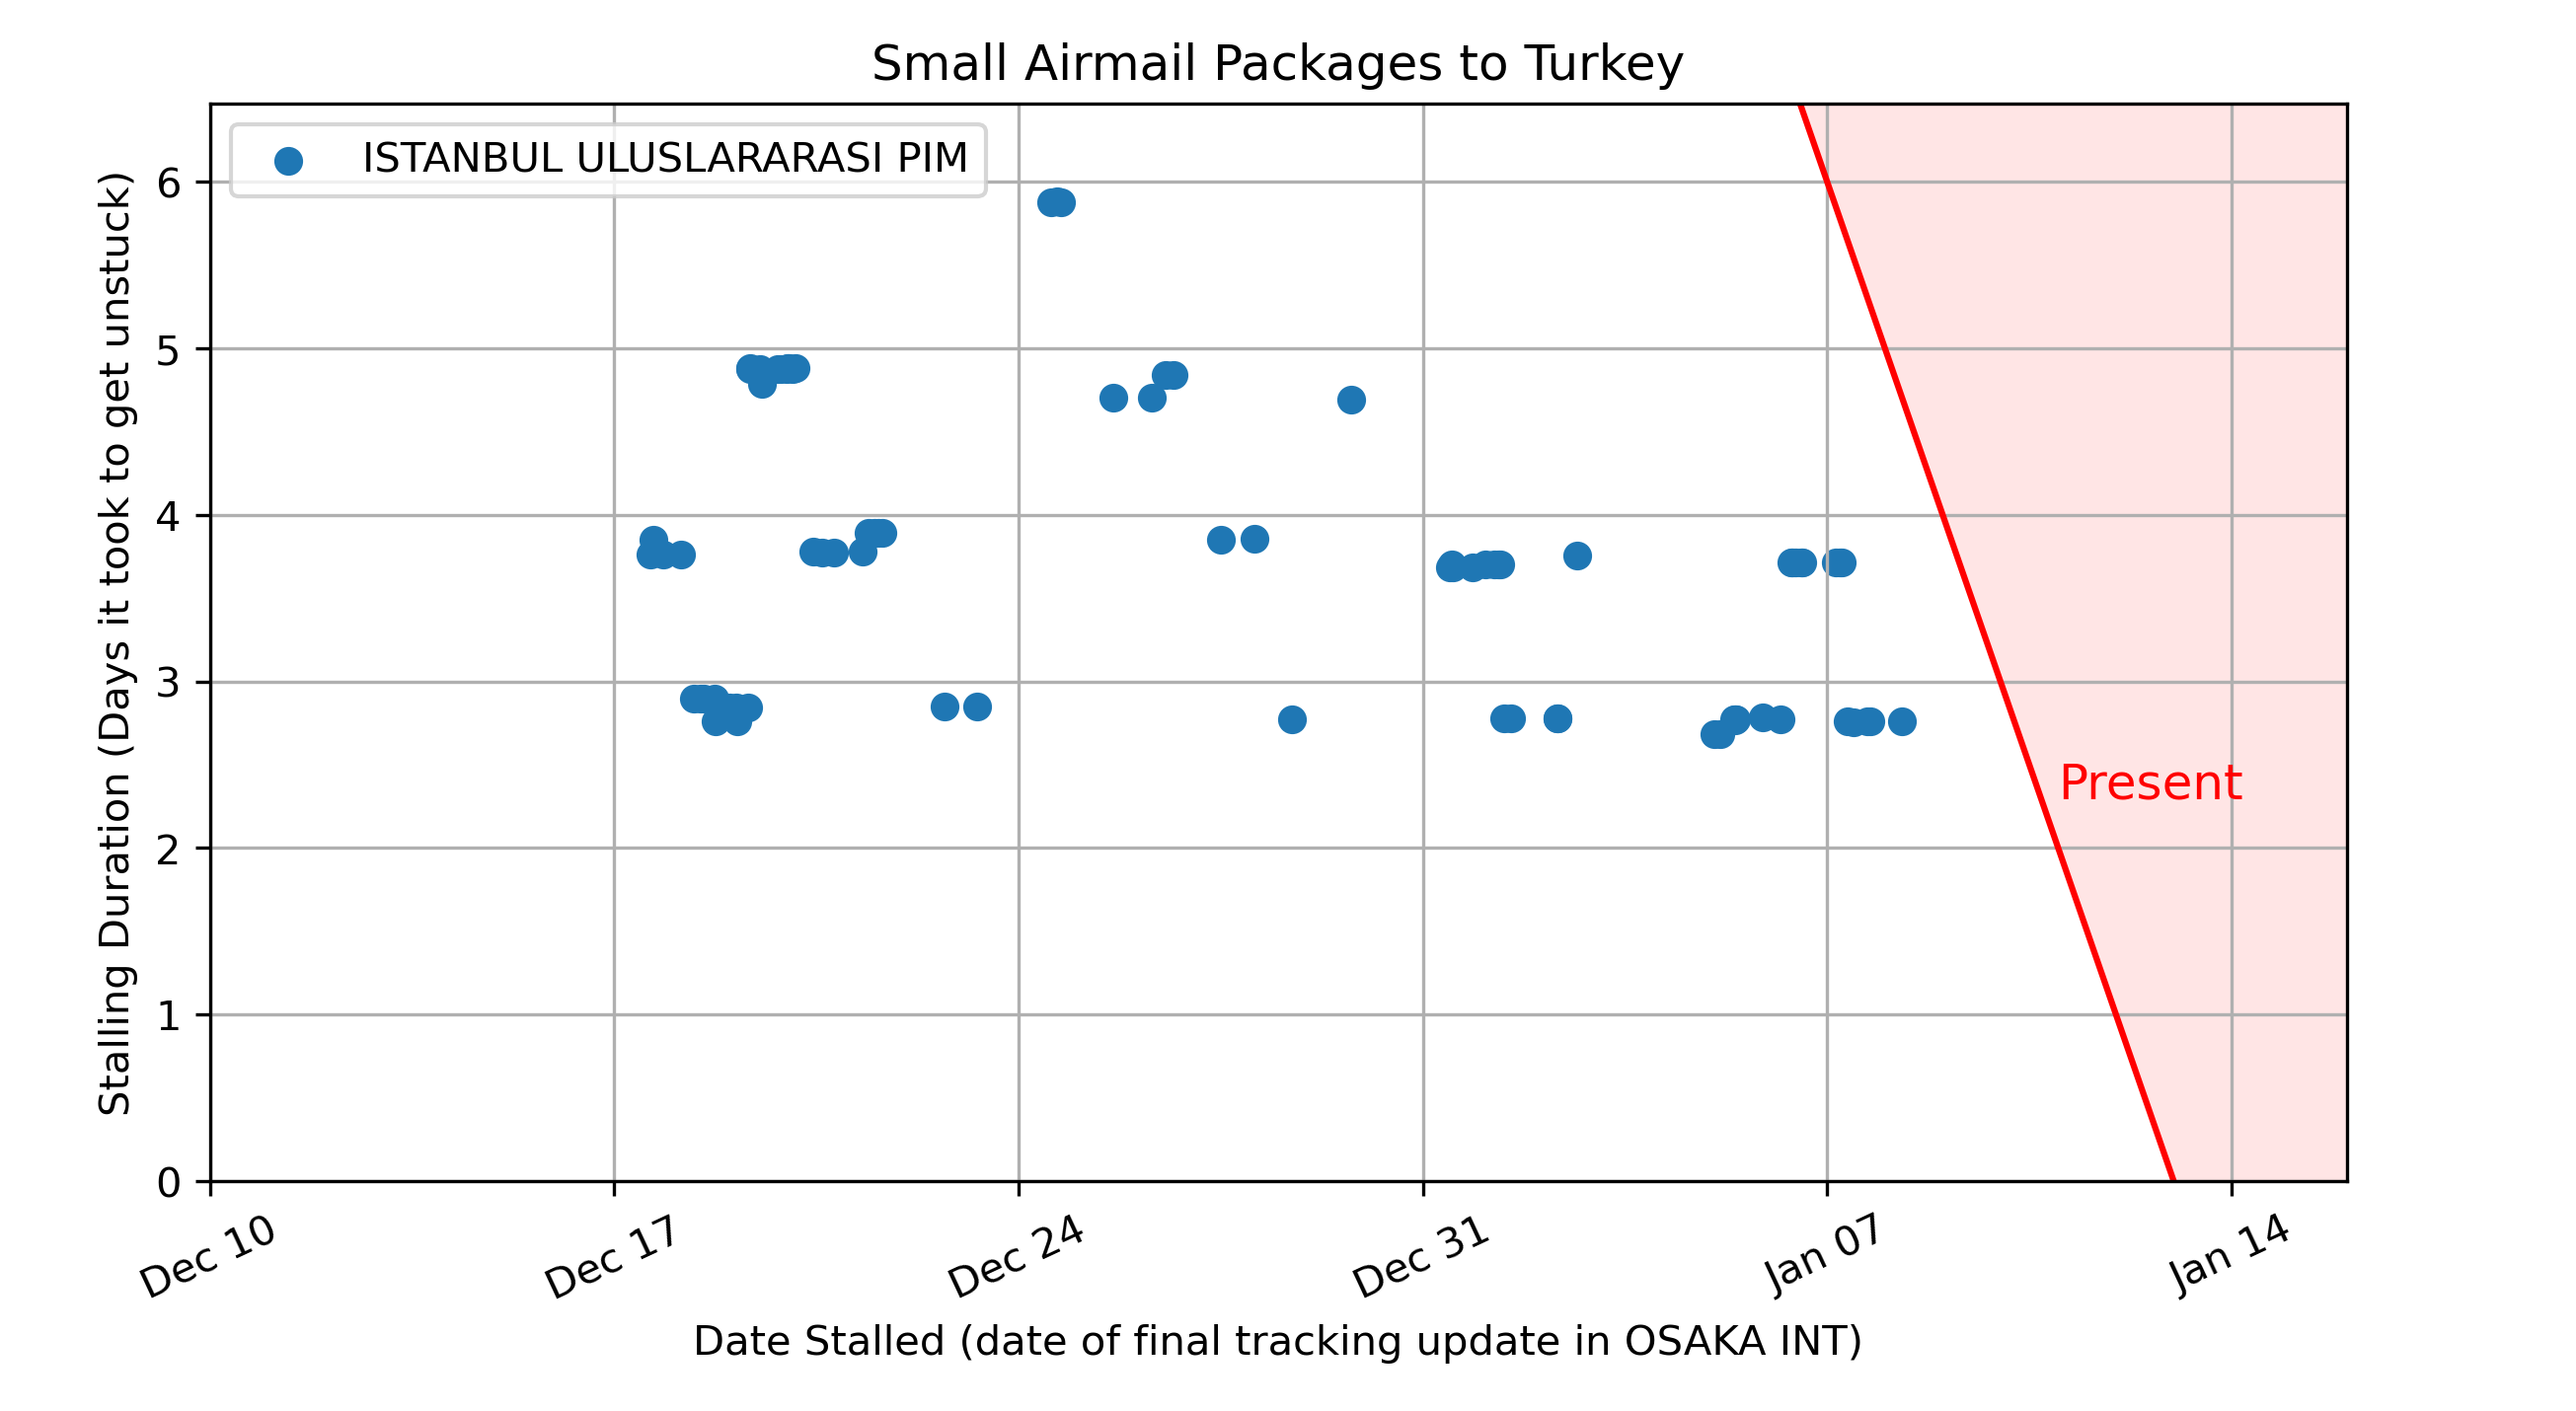 Small Airmail Packages to Turkey
ISTANBUL ULUSLARARASI PIM
Stalling Duration (Days it took to get unstuck)
6
5
4
3
2
1
0
Present
Dec 10
Dec 17
Dec 24
Dec 31
Jan 07
Jan 14
Date Stalled (date of final tracking update in OSAKA INT)